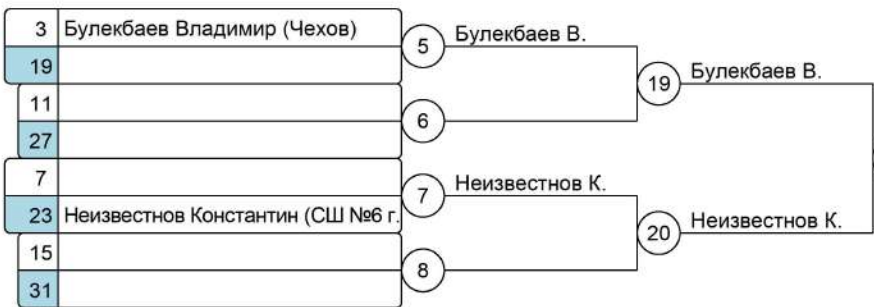 3 Булекбаев Владимир (Чехов)
19
11
27
7
23 Неизвестнов Константин (СШ №6 г.
15
31
5 Булекбаев В.
6
7 Неизвестнов К.
8
19 Булекбаев В.
20 Неизвестнов К.